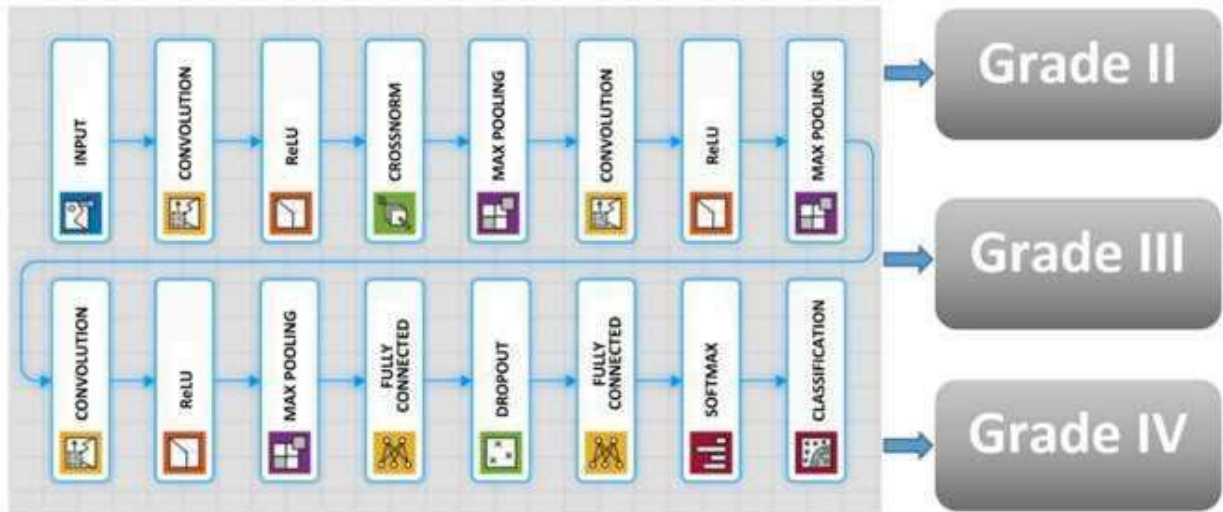 INPUT
CONVOLUTION
ReLU
CROSSNORM
MAX POOLING
CONVOLUTION
ReLU
MAX POOLING
CONVOLUTION
ReLU
MAX POOLING
FULLY
CONNECTED
DROPOUT
FULLY
CONNECTED
SOFTMAX
CLASSIFICATION
Grade II
Grade III
Grade IV